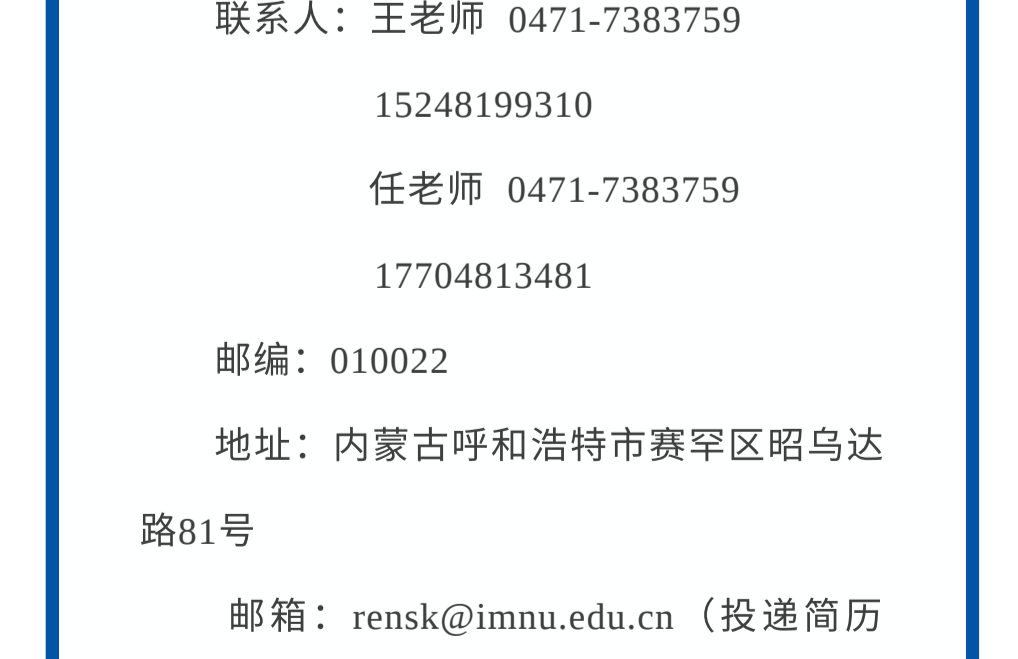 联系人：王老师 0471-7383759
15248199310
任老师 0471-7383759
17704813481
邮编：010022
地址：内蒙古呼和浩特市赛罕区昭乌达
路81号
邮箱：rensk@imnu.edu.cn（投递简历